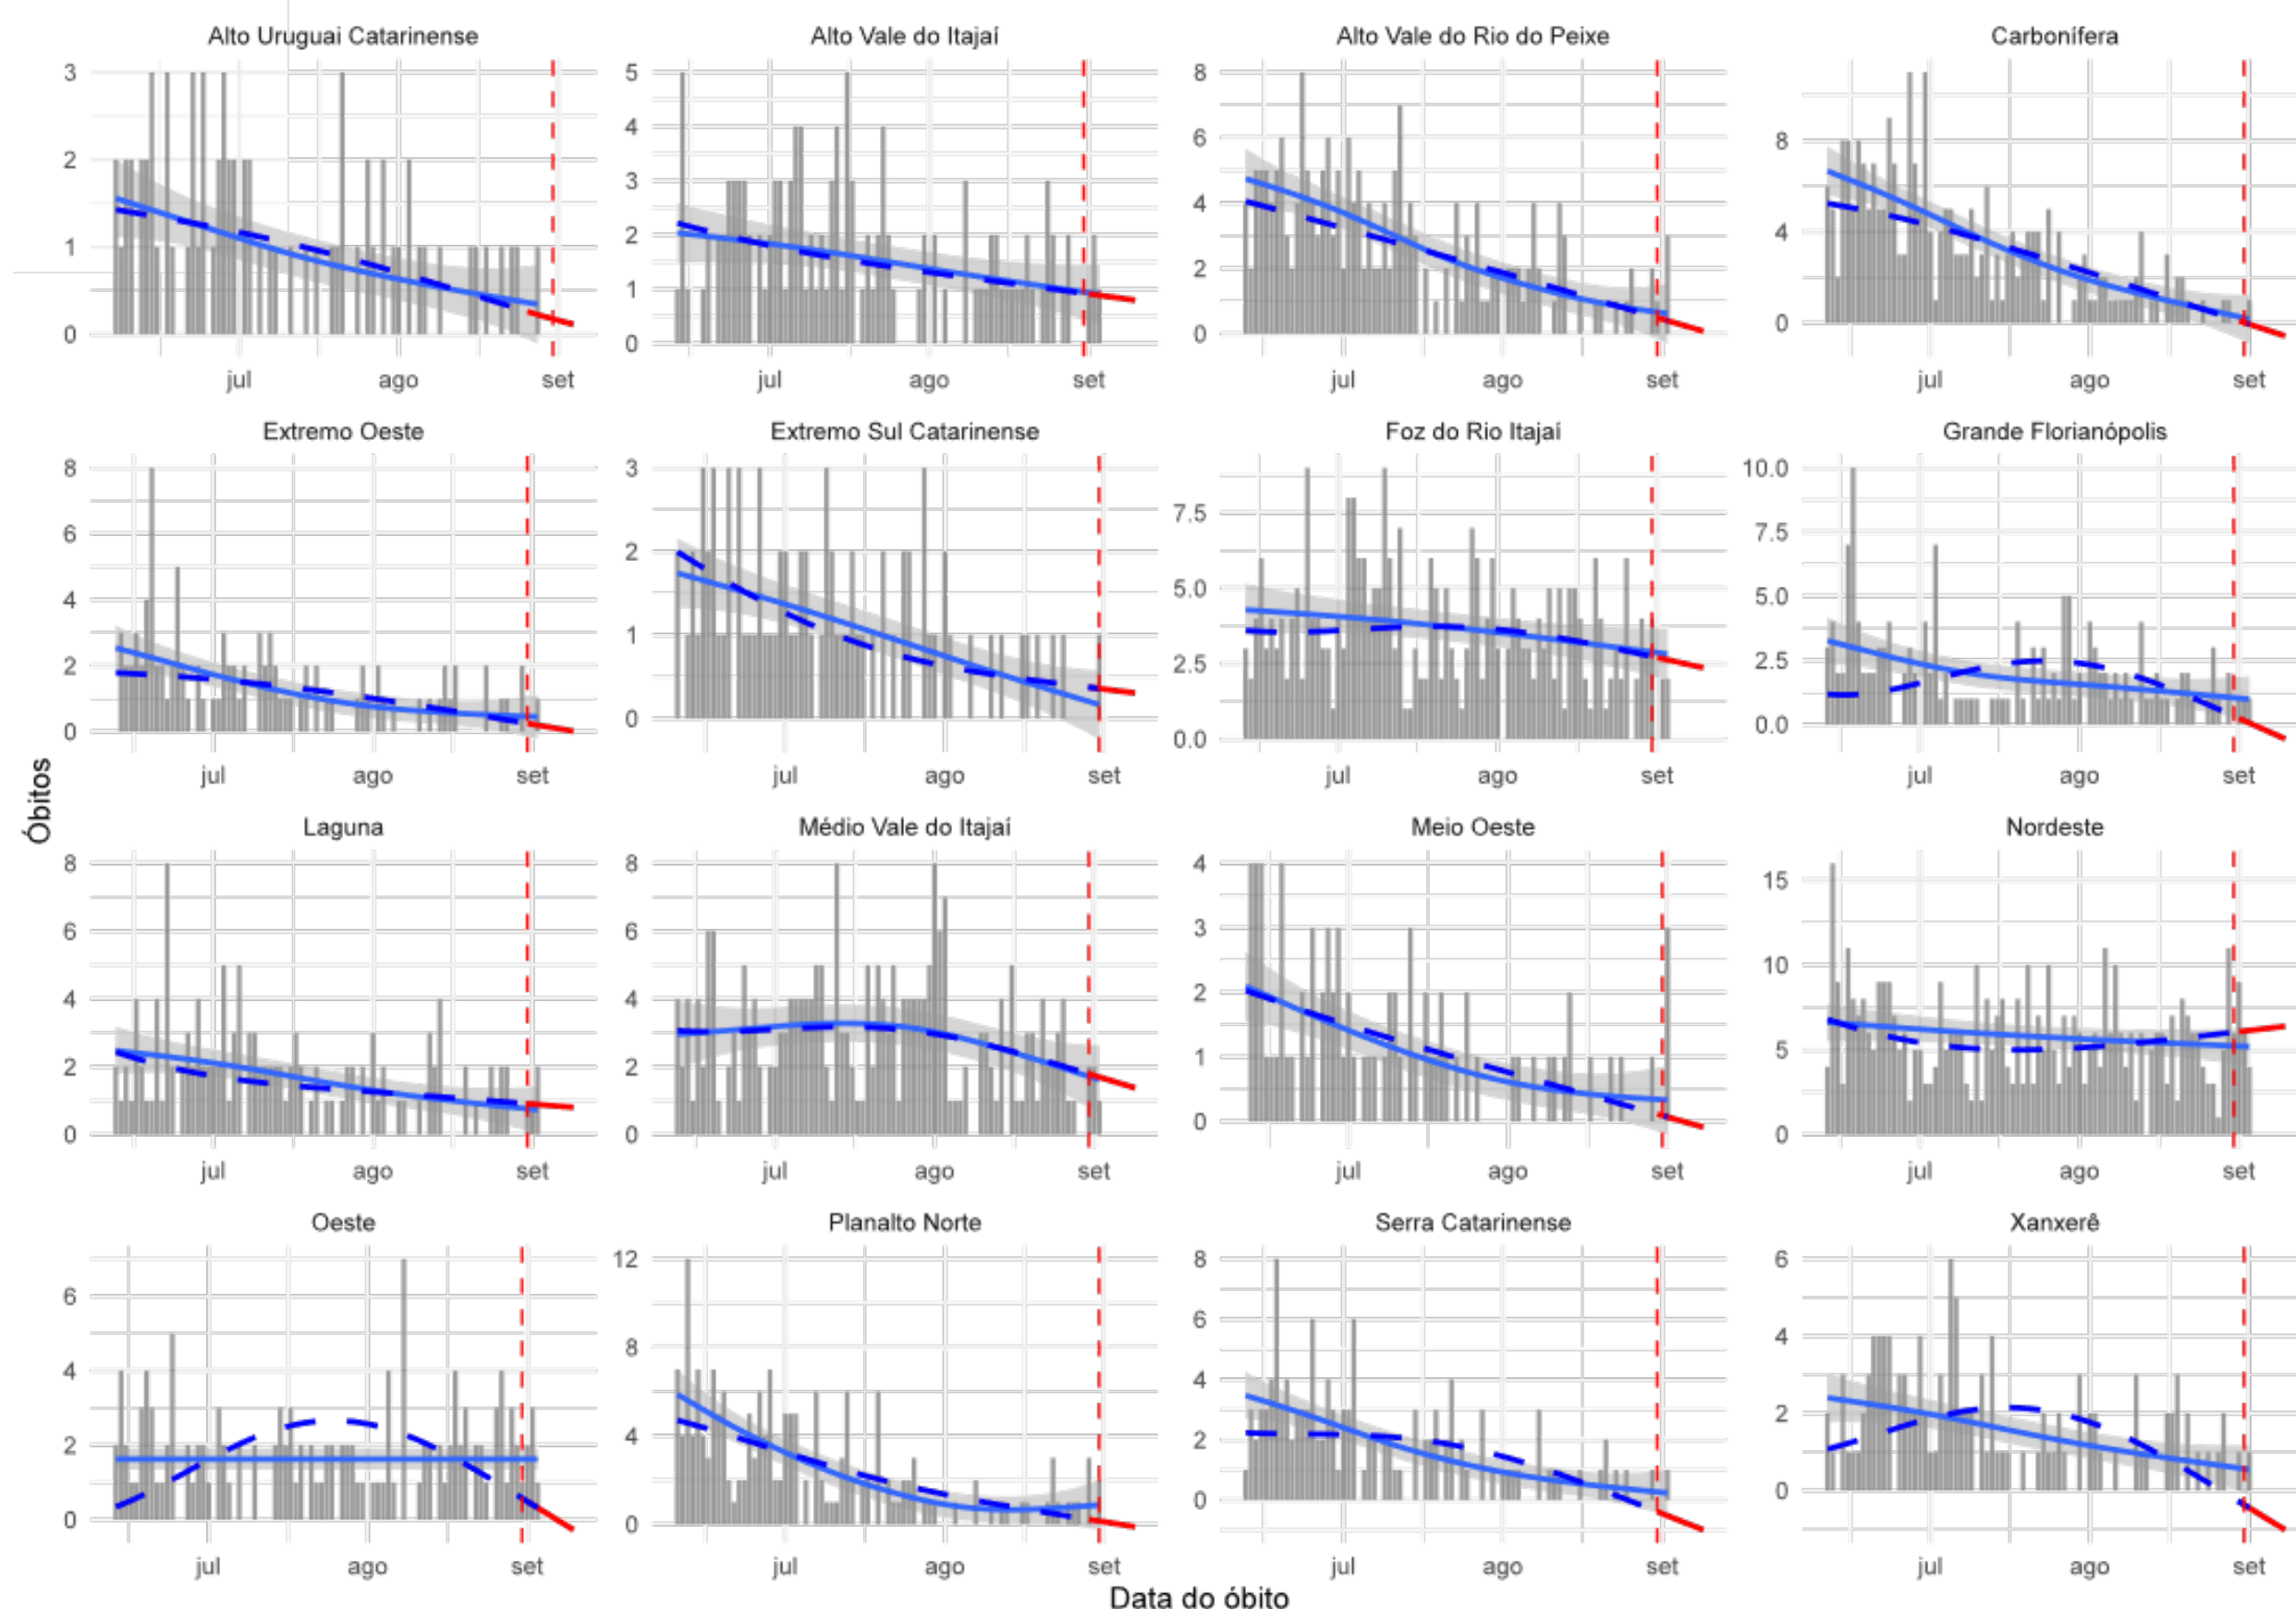 Alto Uruguai Catarinense
Alto Vale do Itajaí
Alto Vale do Rio do Peixe
Carbonífera
3
2
1
0
jul ago set
5
4
3
2
1
0
jul ago set
8
6
4
2
0
jul ago set
8
4
0
jul ago set
Extremo Oeste
Extremo Sul Catarinense
Foz do Rio Itajaí
Grande Florianópolis
8
6
4
2
0
jul ago set
3
2
1
0
jul ago set
7.5
5.0
2.5
0.0
jul ago set
10.0
7.5
5.0
2.5
0.0
jul ago set
Óbitos
Laguna
Médio Vale do Itajaí
Meio Oeste
Nordeste
8
6
4
2
0
jul ago set
8
6
4
2
0
jul ago set
4
3
2
1
0
jul ago set
15
10
5
0
jul ago set
Oeste
Planalto Norte
Serra Catarinense
Xanxerê
6
4
2
0
jul ago set
12
8
4
0
jul ago set
8
6
4
2
0
jul ago set
6
4
2
0
jul ago set
Data do óbito